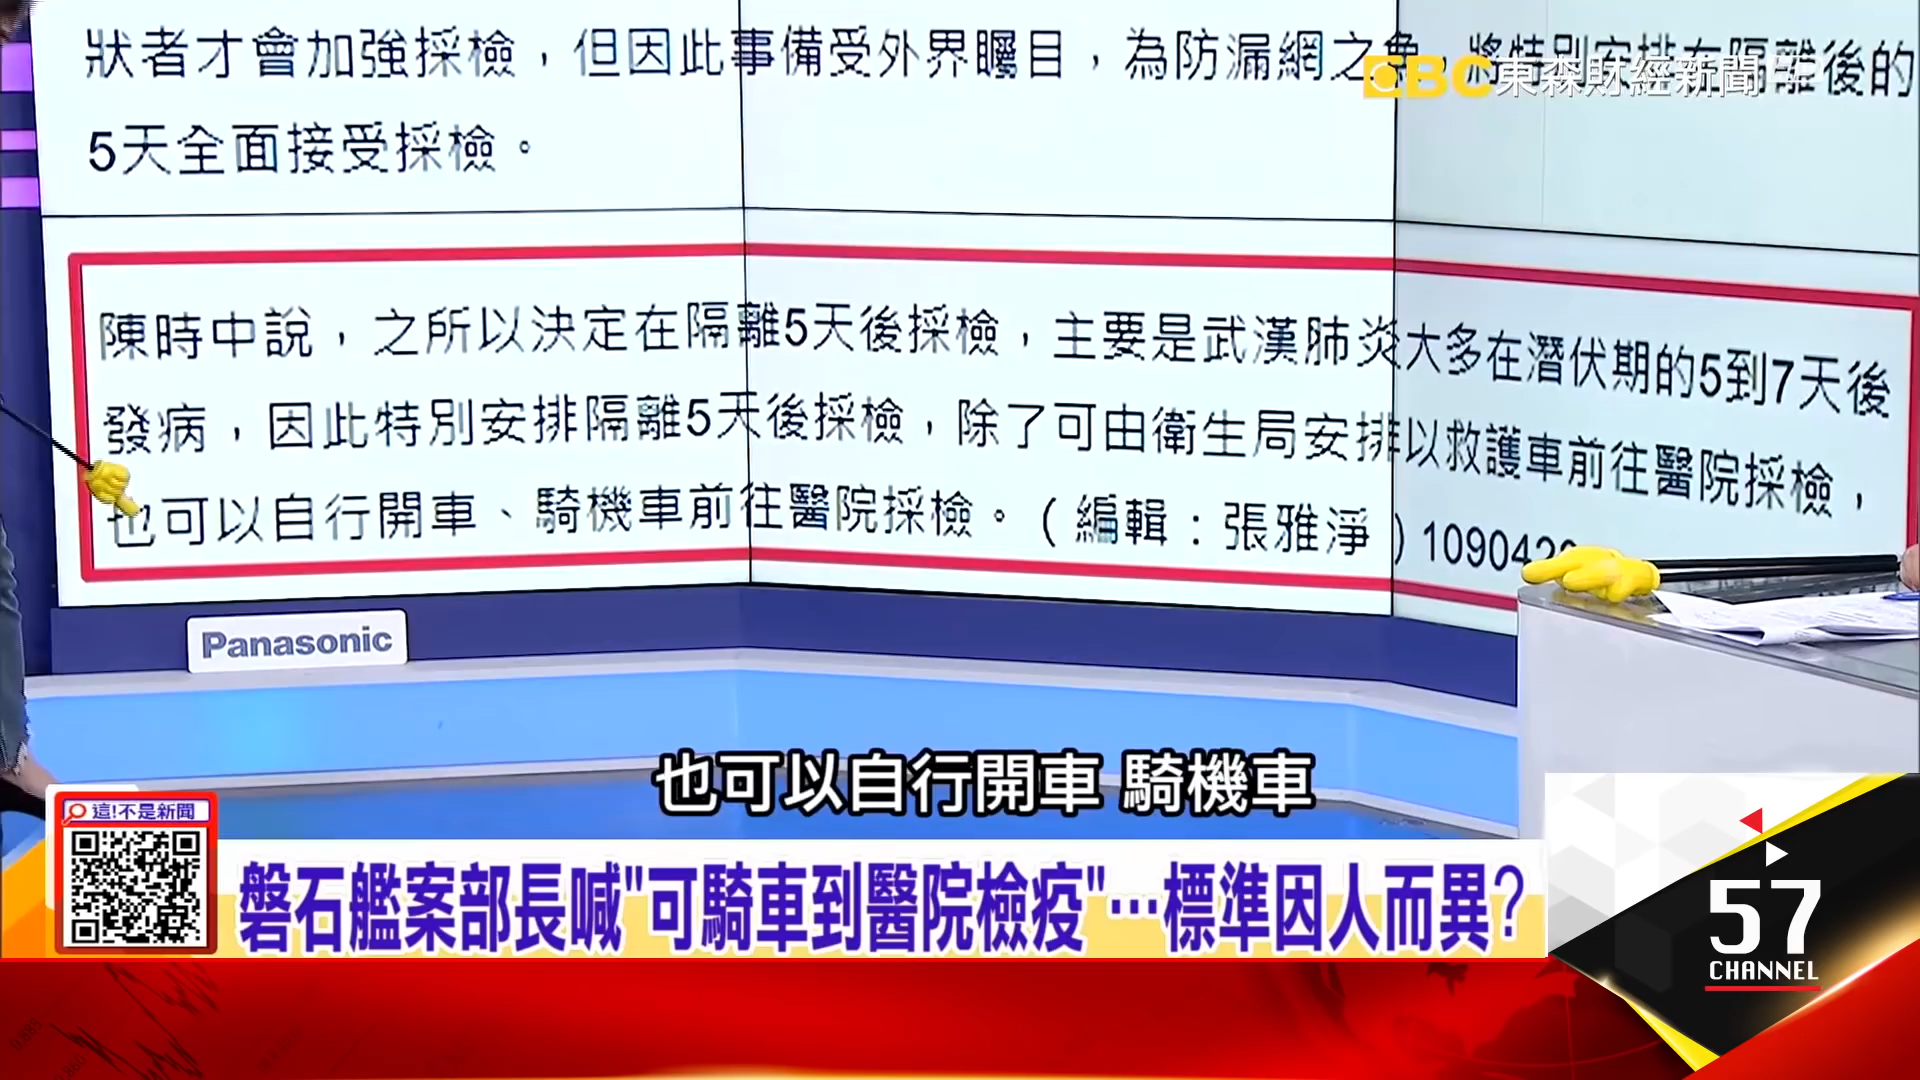 狀者才會加強採檢，但因此事備受外界矚目，為防漏網之魚，將特別安排在隔離後的
EBC東森財經新聞
5天全面接受採檢。
陳時中說，之所以決定在隔離5天後採檢，主要是武漢肺炎大多在潛伏期的5到7天後
發病，因此特別安排隔離5天後採檢，除了可由衛生局安排以救護車前往醫院採檢，
也可以自行開車、騎機車前往醫院採檢。（編輯：張雅淨）109042
Panasonic
也可以自行開車 騎機車
這!不是新聞
磐石艦案部長喊"可騎車到醫院檢疫"…標準因人而異?
57
CHANNEL